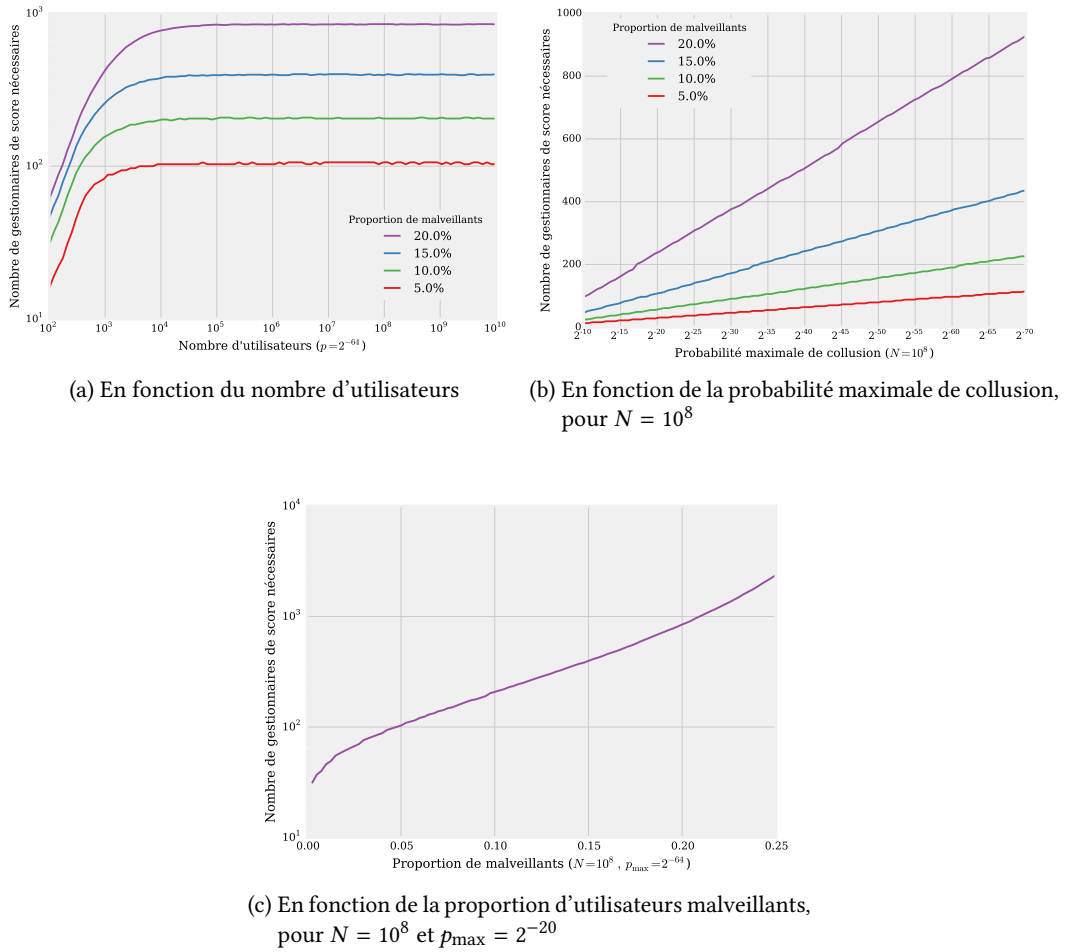 Nombre de gestionnaires de score nécessaires
10³
10²
10¹
Proportion de malveillants
20.0%
15.0%
10.0%
5.0%
10² 10³ 10⁴ 10⁵ 10⁶ 10⁷ 10⁸ 10⁹ 10¹⁰
Nombre d'utilisateurs (p=2⁻⁶⁴)
(a) En fonction du nombre d'utilisateurs
Nombre de gestionnaires de score nécessaires
1000
800
600
400
200
0
Proportion de malveillants
20.0%
15.0%
10.0%
5.0%
2⁻¹⁰ 2⁻¹⁵ 2⁻²⁰ 2⁻²⁵ 2⁻³⁰ 2⁻³⁵ 2⁻⁴⁰ 2⁻⁴⁵ 2⁻⁵⁰ 2⁻⁵⁵ 2⁻⁶⁰ 2⁻⁶⁵ 2⁻⁷⁰
Probabilité maximale de collusion (N=10⁸)
(b) En fonction de la probabilité maximale de collusion,
pour N = 10⁸
Nombre de gestionnaires de score nécessaires
10⁴
10³
10²
10¹
0.00 0.05 0.10 0.15 0.20 0.25
Proportion de malveillants (N=10⁸ , pmax=2⁻⁶⁴)
(c) En fonction de la proportion d'utilisateurs malveillants,
pour N = 10⁸ et pmax = 2⁻²⁰